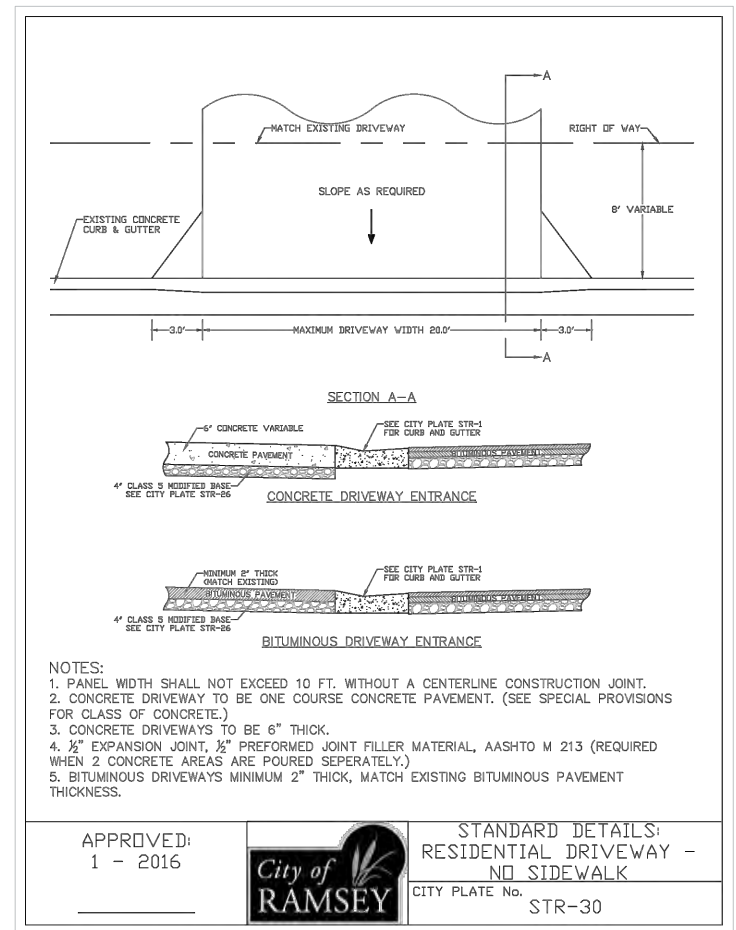 A
MATCH EXISTING DRIVEWAY
RIGHT OF WAY
SLOPE AS REQUIRED
8' VARIABLE
EXISTING CONCRETE
CURB & GUTTER
3.0'
MAXIMUM DRIVEWAY WIDTH 20.0'
3.0'
A
SECTION A-A
6" CONCRETE VARIABLE
SEE CITY PLATE STR-1
FOR CURB AND GUTTER
CONCRETE PAVEMENT
BITUMINOUS PAVEMENT
4" CLASS 5 MODIFIED BASE
SEE CITY PLATE STR-26
CONCRETE DRIVEWAY ENTRANCE
MINIMUM 2" THICK
(MATCH EXISTING)
SEE CITY PLATE STR-1
FOR CURB AND GUTTER
BITUMINOUS PAVEMENT
BITUMINOUS PAVEMENT
4" CLASS 5 MODIFIED BASE
SEE CITY PLATE STR-26
BITUMINOUS DRIVEWAY ENTRANCE
NOTES:
1. PANEL WIDTH SHALL NOT EXCEED 10 FT. WITHOUT A CENTERLINE CONSTRUCTION JOINT.
2. CONCRETE DRIVEWAY TO BE ONE COURSE CONCRETE PAVEMENT. (SEE SPECIAL PROVISIONS
FOR CLASS OF CONCRETE.)
3. CONCRETE DRIVEWAYS TO BE 6" THICK.
4. ½" EXPANSION JOINT, ½" PREFORMED JOINT FILLER MATERIAL, AASHTO M 213 (REQUIRED
WHEN 2 CONCRETE AREAS ARE POURED SEPERATELY.)
5. BITUMINOUS DRIVEWAYS MINIMUM 2" THICK, MATCH EXISTING BITUMINOUS PAVEMENT
THICKNESS.
APPROVED:
1 - 2016
City of
RAMSEY
STANDARD DETAILS:
RESIDENTIAL DRIVEWAY -
NO SIDEWALK
CITY PLATE No.
STR-30